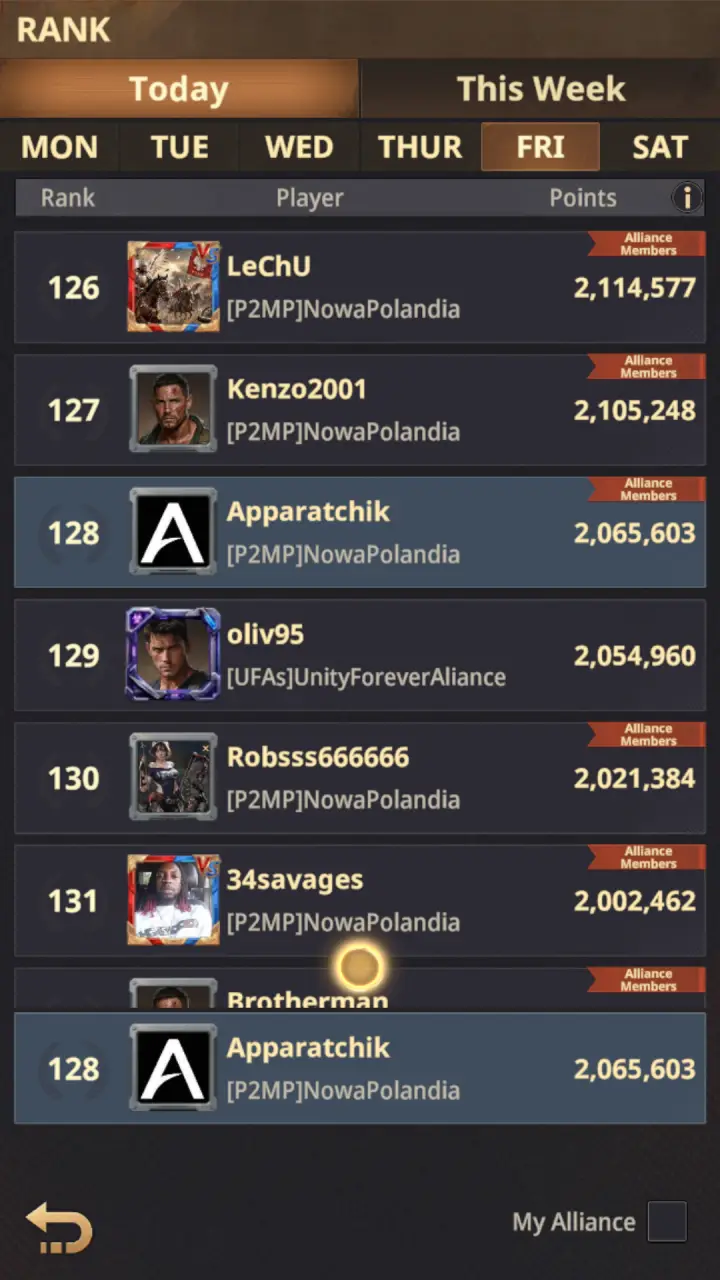 RANK
Today
This Week
MON
TUE
WED
THUR
FRI
SAT
Rank
Player
Points
Alliance
Members
126
LeChU
[P2MP]NowaPolandia
2,114,577
Alliance
Members
127
Kenzo2001
[P2MP]NowaPolandia
2,105,248
Alliance
Members
128
Apparatchik
[P2MP]NowaPolandia
2,065,603
129
oliv95
[UFAs]UnityForeverAliance
2,054,960
Alliance
Members
130
Robsss666666
[P2MP]NowaPolandia
2,021,384
Alliance
Members
131
34savages
[P2MP]NowaPolandia
2,002,462
Alliance
Members
Brotherman
128
Apparatchik
[P2MP]NowaPolandia
2,065,603
My Alliance